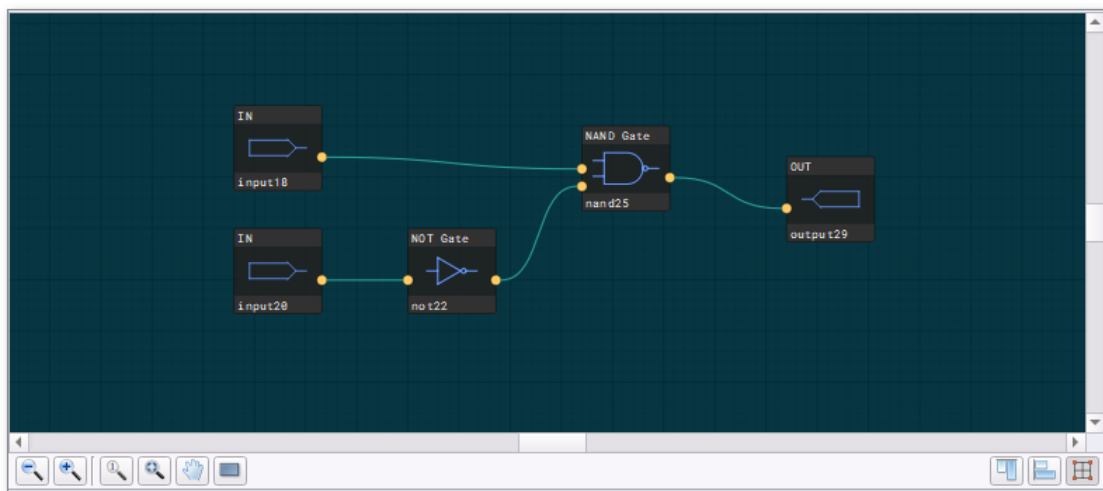 IN
input18
IN
input20
NOT Gate
not22
NAND Gate
nand25
OUT
output29